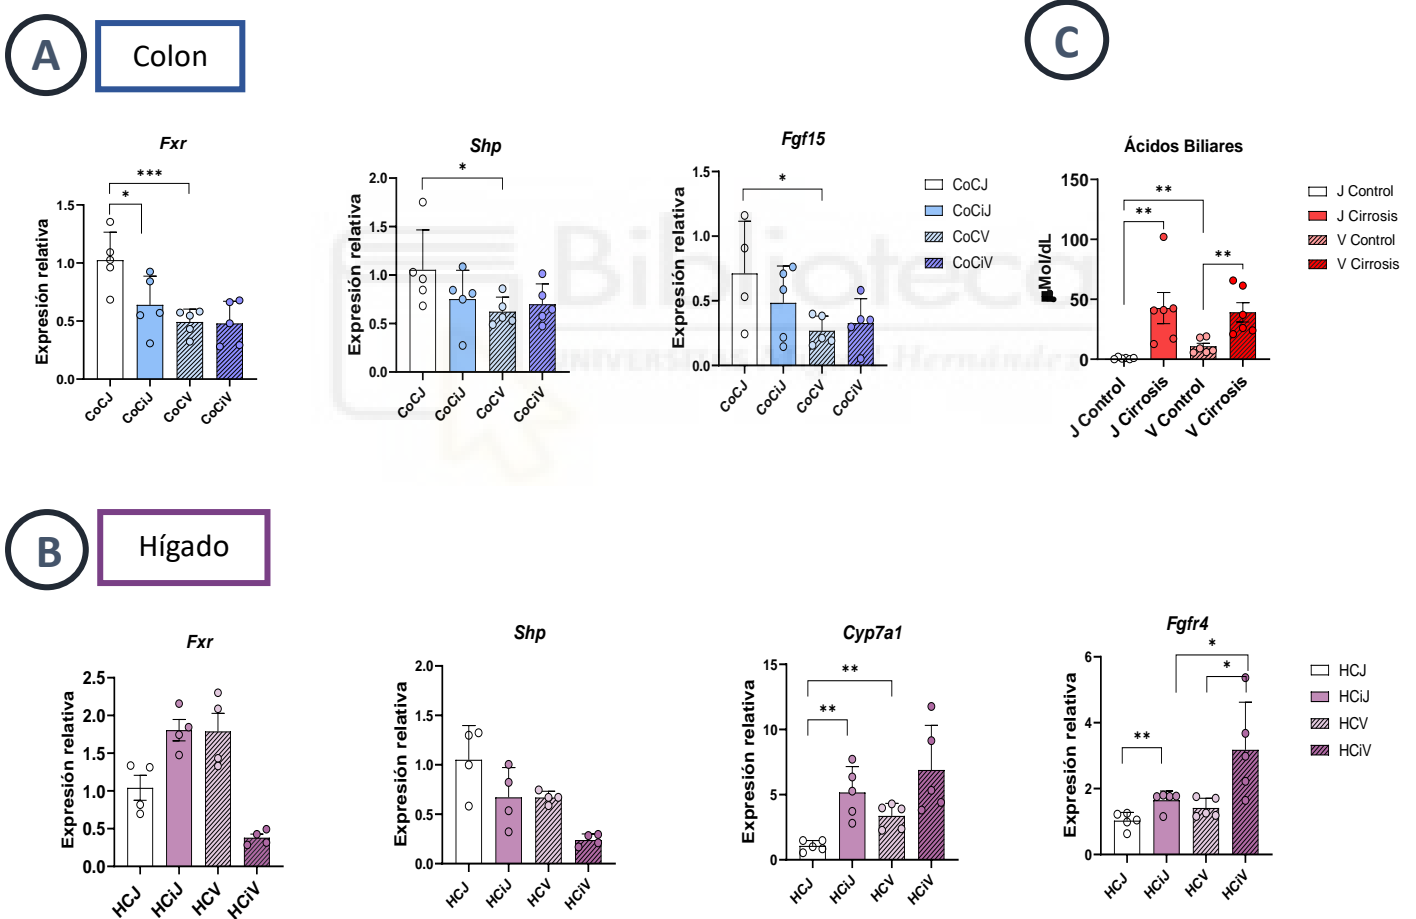 A
Colon
C
Fxr
***
*
Expresión relativa
1.5
1.0
0.5
0.0
CoCJ
CoCiJ
CoCV
CoCiV
Shp
*
Expresión relativa
2.0
1.5
1.0
0.5
0.0
CoCJ
CoCiJ
CoCV
CoCiV
Fgf15
*
Expresión relativa
1.5
1.0
0.5
0.0
CoCJ
CoCiJ
CoCV
CoCiV
CoCJ
CoCiJ
CoCV
CoCiV
Ácidos Biliares
**
**
**
µMol/dL
150
100
50
0
J Control
J Cirrosis
V Control
V Cirrosis
J Control
J Cirrosis
V Control
V Cirrosis
Biblioteca
UNIVERSITAS Miguel Hernández
B
Hígado
Fxr
Expresión relativa
2.5
2.0
1.5
1.0
0.5
0.0
HCJ
HCiJ
HCV
HCiV
Shp
Expresión relativa
2.0
1.5
1.0
0.5
0.0
HCJ
HCiJ
HCV
HCiV
Cyp7a1
**
**
Expresión relativa
15
10
5
0
HCJ
HCiJ
HCV
HCiV
Fgfr4
*
*
**
Expresión relativa
6
4
2
0
HCJ
HCiJ
HCV
HCiV
HCJ
HCiJ
HCV
HCiV